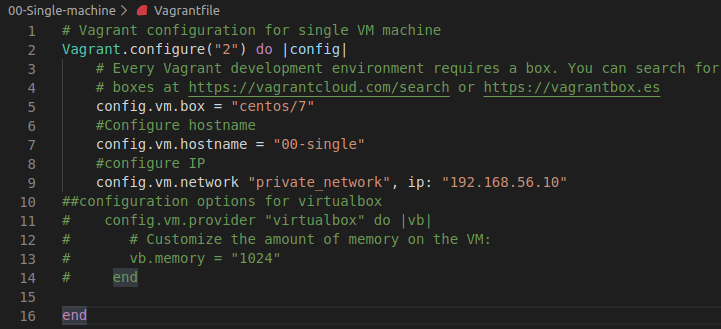 00-Single-machine > Vagrantfile
1 # Vagrant configuration for single VM machine
2 Vagrant.configure("2") do |config|
3     # Every Vagrant development environment requires a box. You can search for
4     # boxes at https://vagrantcloud.com/search or https://vagrantbox.es
5     config.vm.box = "centos/7"
6     #Configure hostname
7     config.vm.hostname = "00-single"
8     #configure IP
9     config.vm.network "private_network", ip: "192.168.56.10"
10 ##configuration options for virtualbox
11 #    config.vm.provider "virtualbox" do |vb|
12 #       # Customize the amount of memory on the VM:
13 #       vb.memory = "1024"
14 #     end
15
16 end